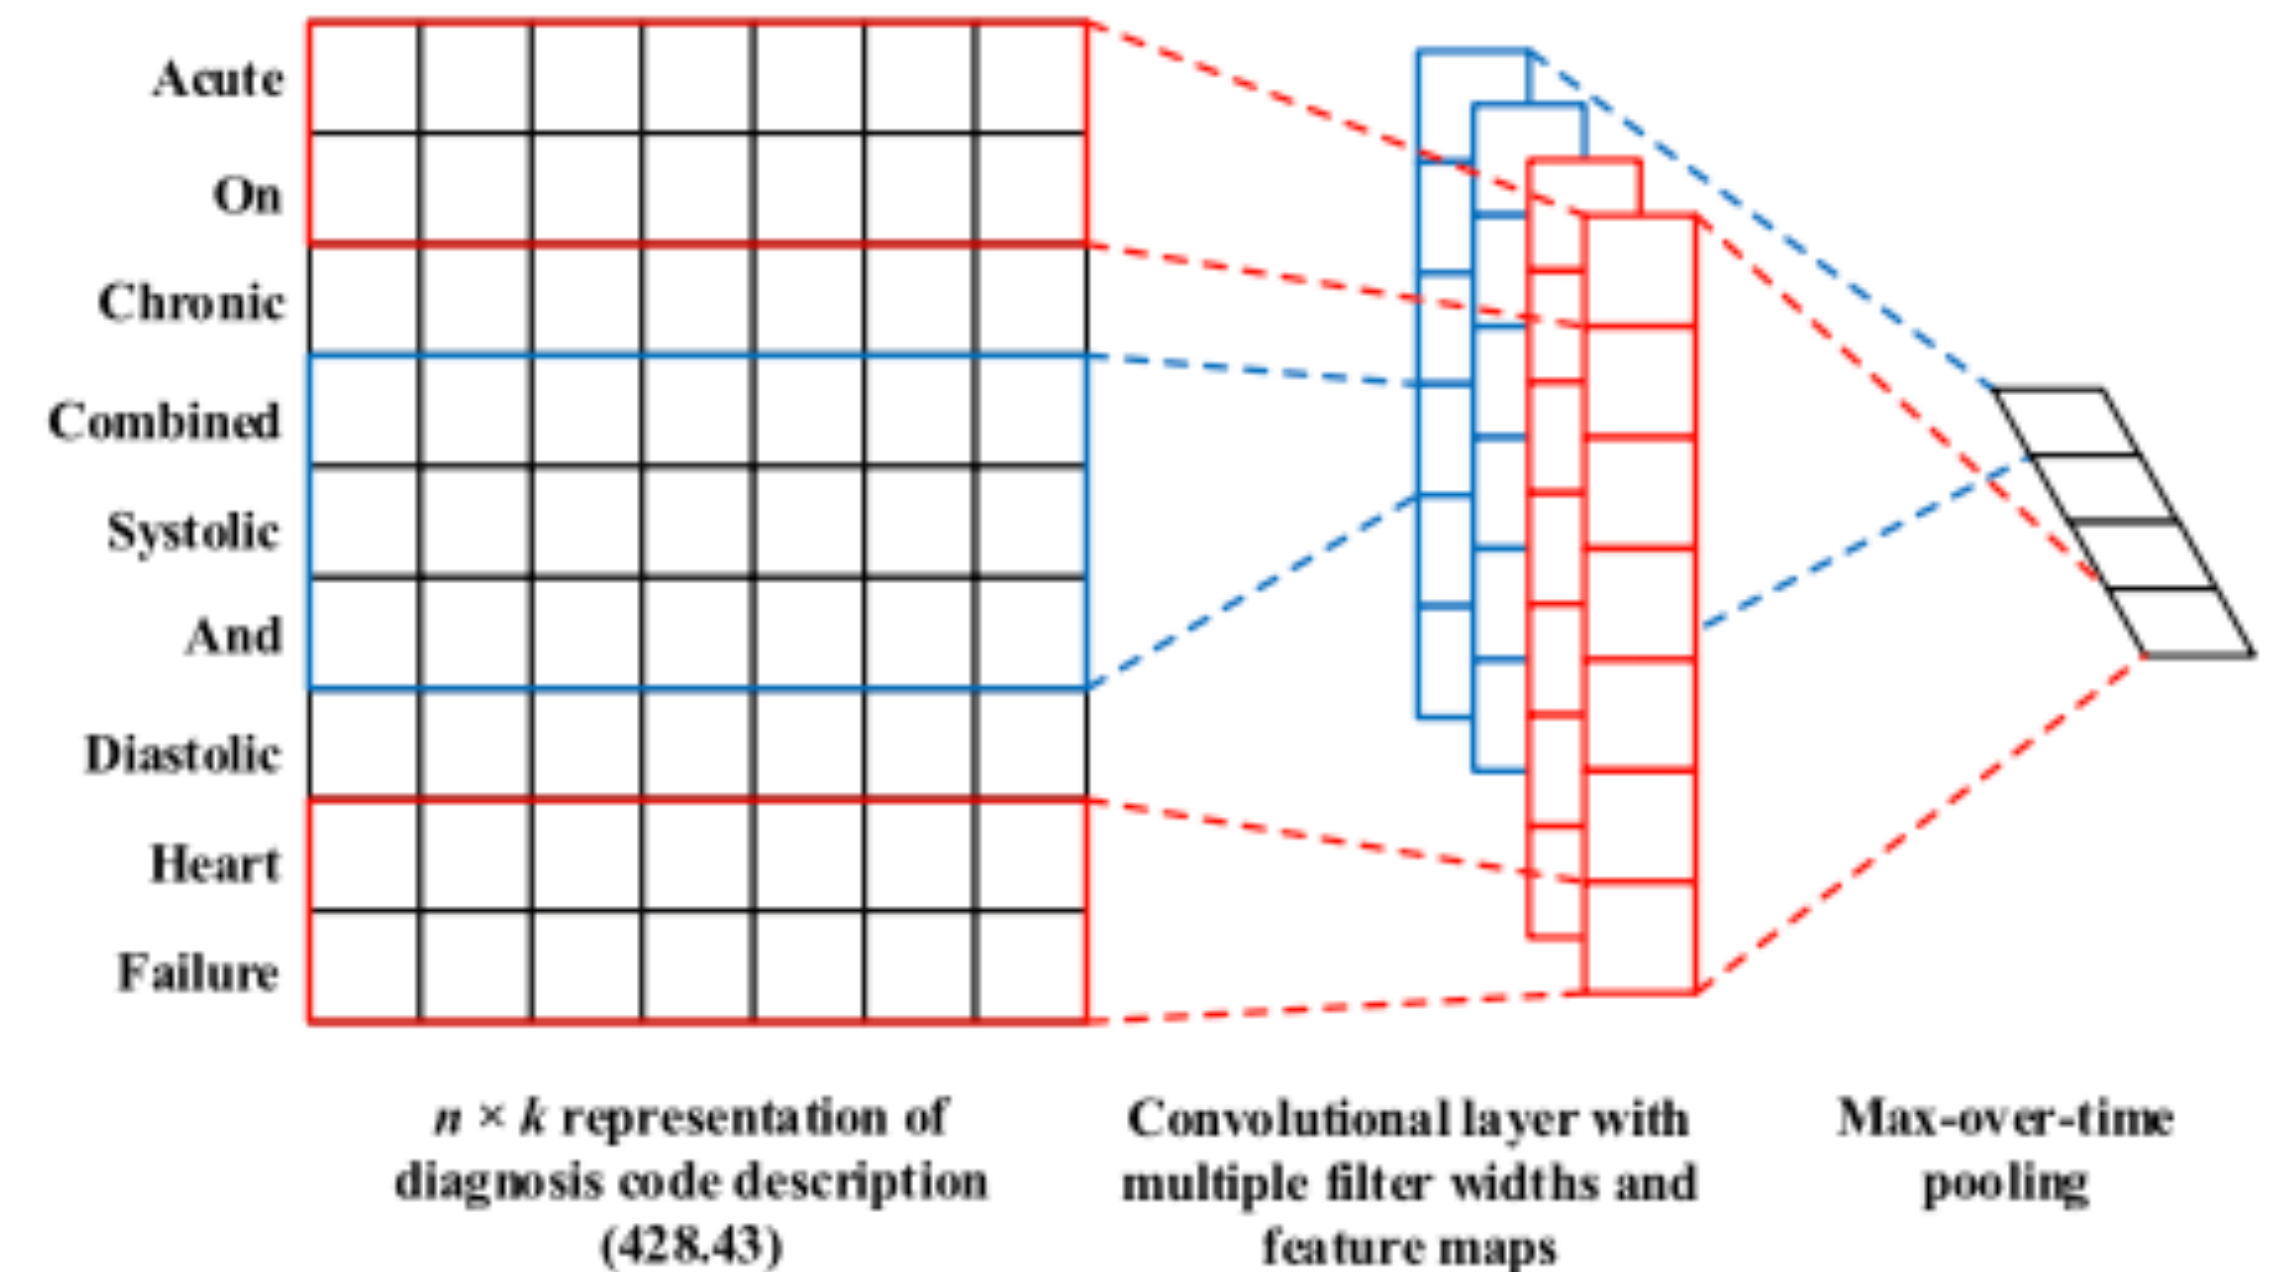 Acute
On
Chronic
Combined
Systolic
And
Diastolic
Heart
Failure
n × k representation of
diagnosis code description
(428.43)
Convolutional layer with
multiple filter widths and
feature maps
Max-over-time
pooling